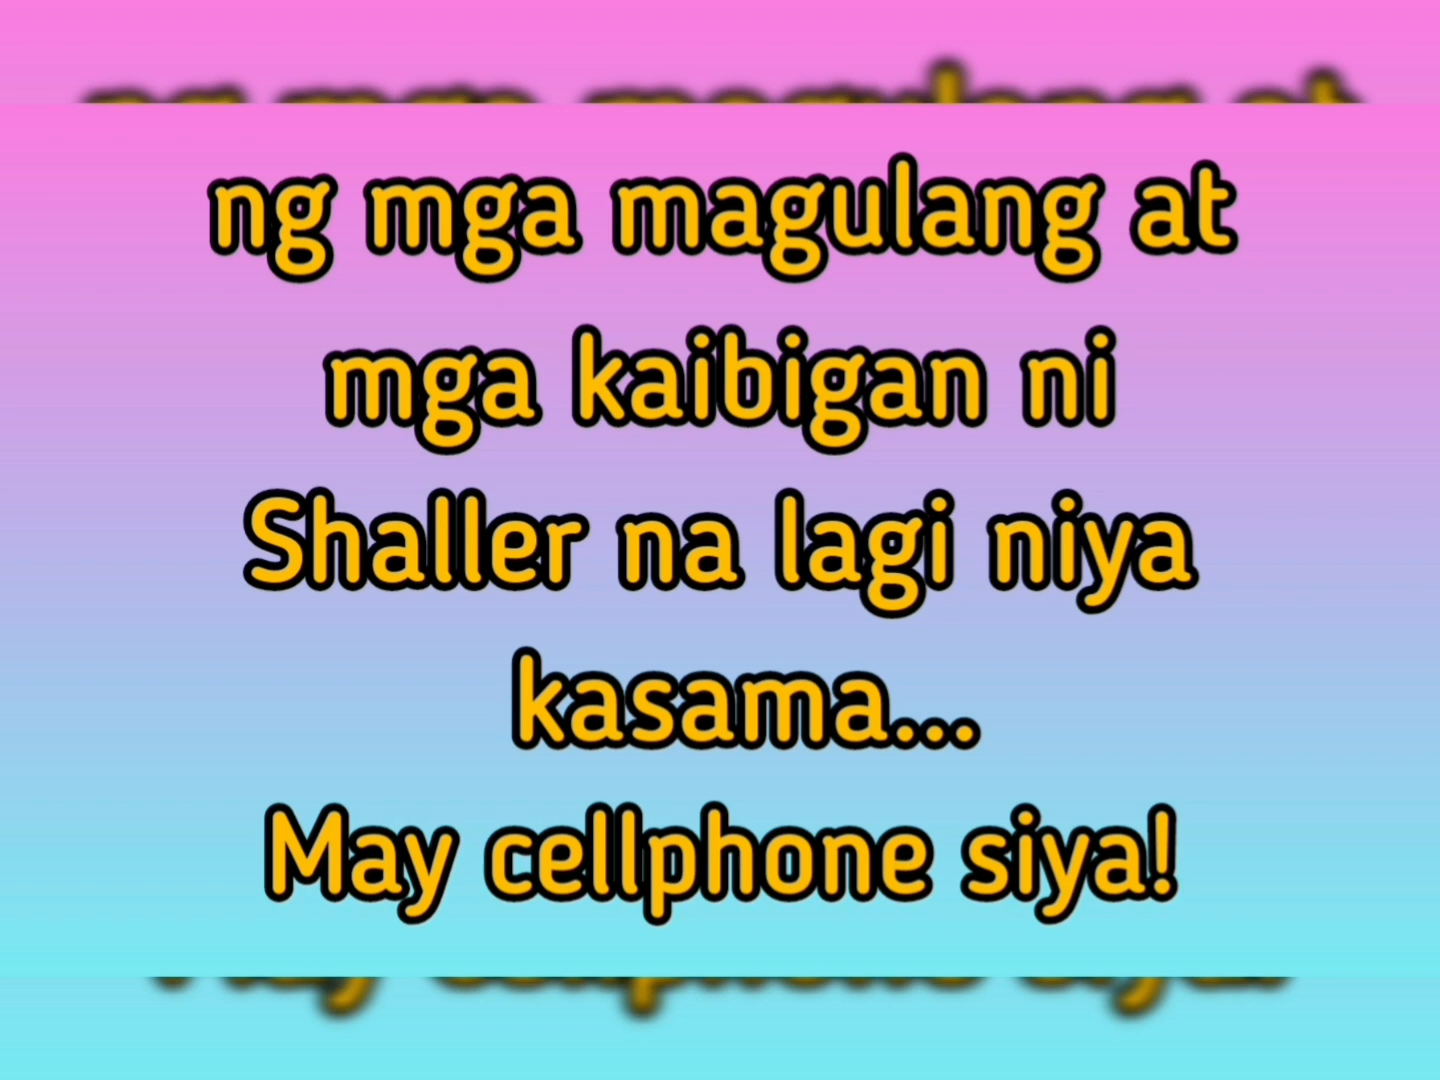 ng mga magulang at
mga kaibigan ni
Shaller na lagi niya
kasama...
May cellphone siya!